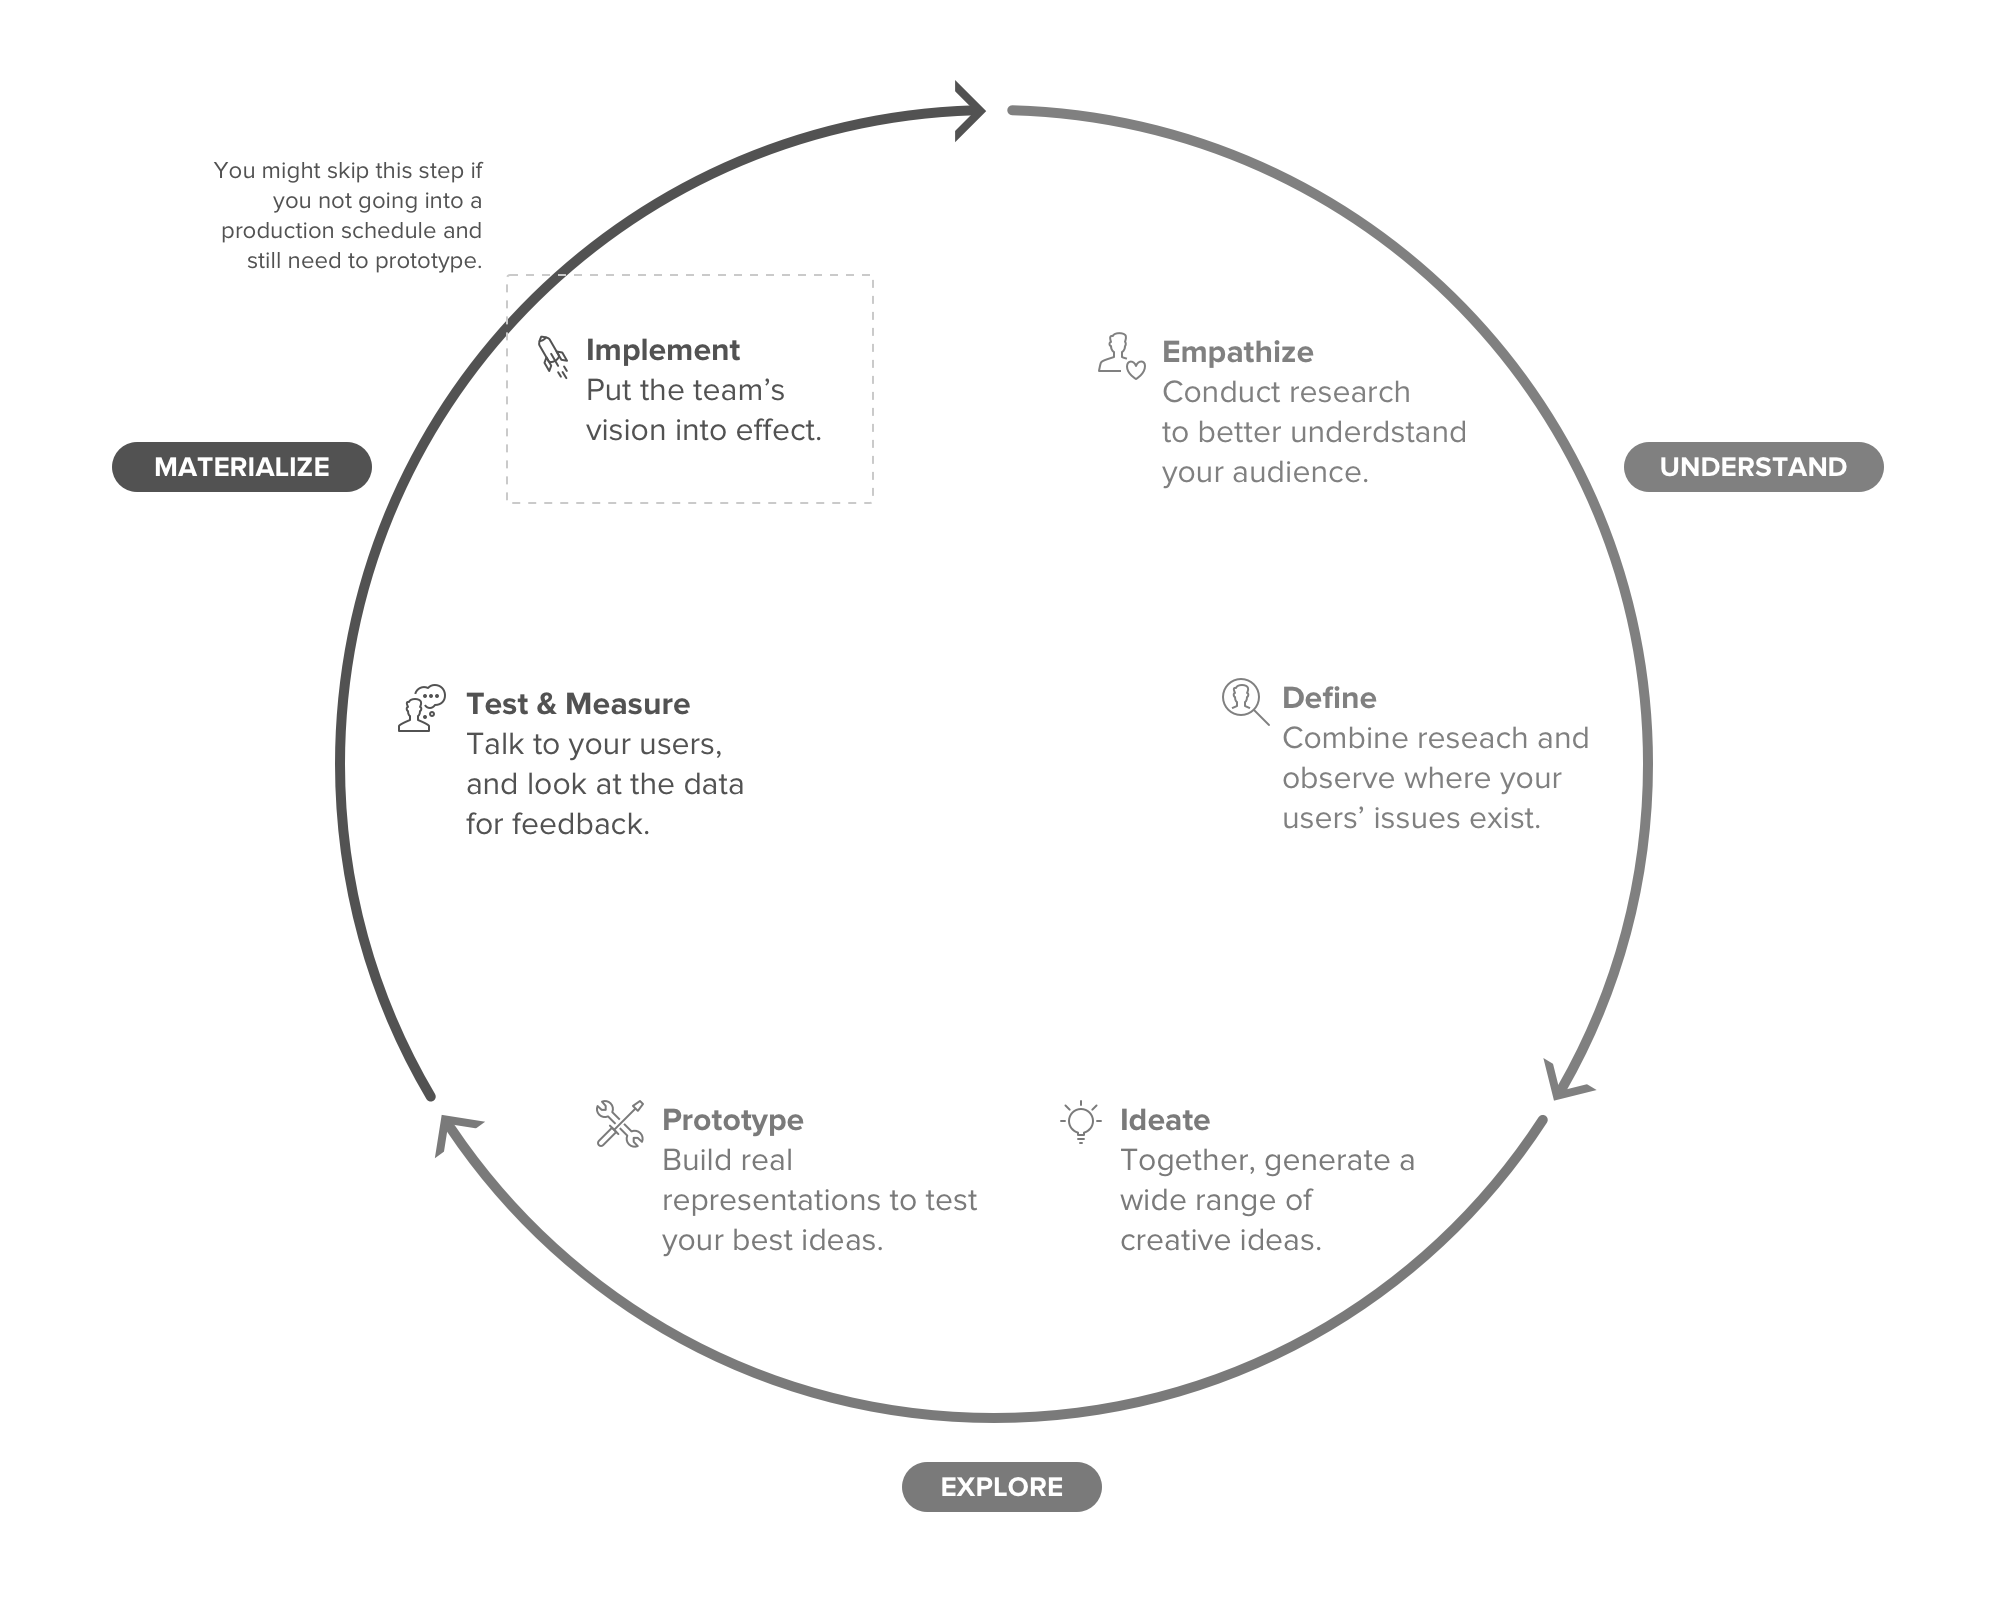 You might skip this step if
you not going into a
production schedule and
still need to prototype.
Implement
Put the team’s
vision into effect.
Empathize
Conduct research
to better underdstand
your audience.
MATERIALIZE
UNDERSTAND
Test & Measure
Talk to your users,
and look at the data
for feedback.
Define
Combine reseach and
observe where your
users’ issues exist.
Prototype
Build real
representations to test
your best ideas.
Ideate
Together, generate a
wide range of
creative ideas.
EXPLORE